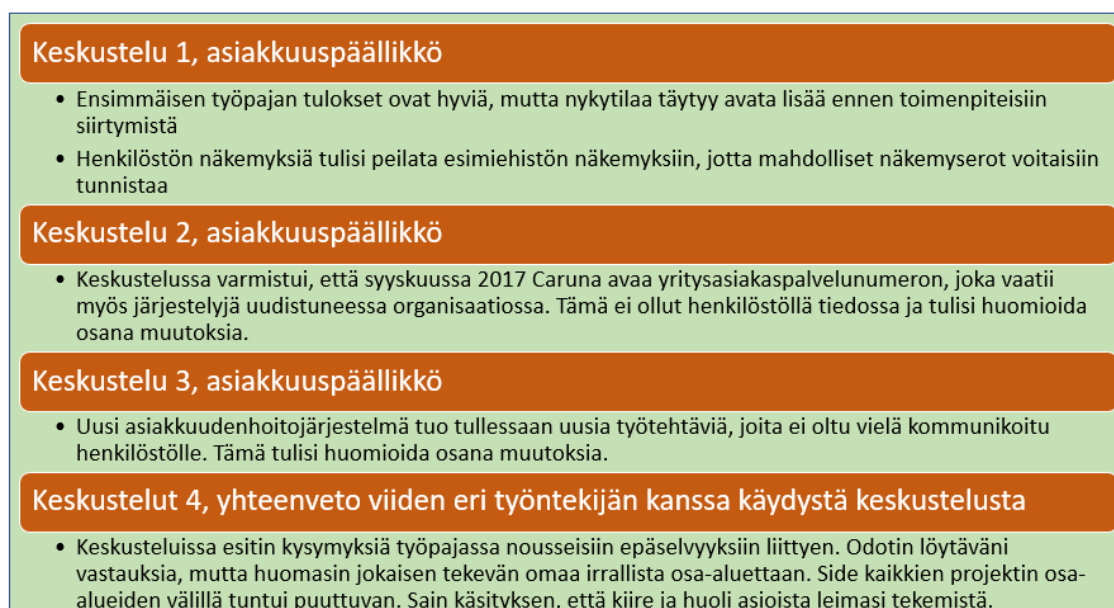 Keskustelu 1, asiakkuuspäällikkö
• Ensimmäisen työpajan tulokset ovat hyviä, mutta nykytilaa täytyy avata lisää ennen toimenpiteisiin
siirtymistä
• Henkilöstön näkemyksiä tulisi peilata esimiehistön näkemyksiin, jotta mahdolliset näkemyserot voitaisiin
tunnistaa
Keskustelu 2, asiakkuuspäällikkö
• Keskustelussa varmistui, että syyskuussa 2017 Caruna avaa yritysasiakaspalvelunumeron, joka vaatii
myös järjestelyjä uudistuneessa organisaatiossa. Tämä ei ollut henkilöstöllä tiedossa ja tulisi huomioida
osana muutoksia.
Keskustelu 3, asiakkuuspäällikkö
• Uusi asiakkuudenhoitojärjestelmä tuo tullessaan uusia työtehtäviä, joita ei oltu vielä kommunikoitu
henkilöstölle. Tämä tulisi huomioida osana muutoksia.
Keskustelut 4, yhteenveto viiden eri työntekijän kanssa käydystä keskustelusta
• Keskusteluissa esitin kysymyksiä työpajassa nousseisiin epäselvyyksiin liittyen. Odotin löytäväni
vastauksia, mutta huomasin jokaisen tekevän omaa irrallista osa-aluettaan. Side kaikkien projektin osa-
alueiden välillä tuntui puuttuvan. Sain käsityksen, että kiire ja huoli asioista leimasi tekemistä.